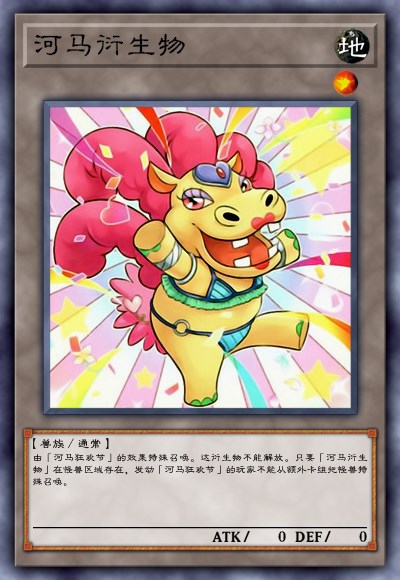 河马衍生物
地
【兽族／通常】
由「河马狂欢节」的效果特殊召唤。这衍生物不能解放。只要「河马衍生
物」在怪兽区域存在，发动「河马狂欢节」的玩家不能从额外卡组把怪兽特
殊召唤。
ATK/ 0 DEF/ 0